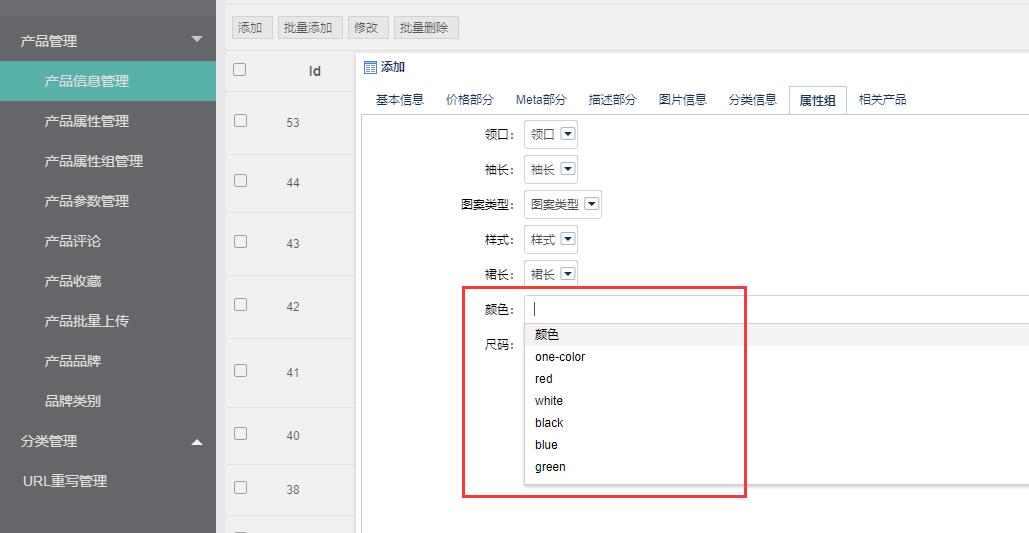 产品管理
产品信息管理
产品属性管理
产品属性组管理
产品参数管理
产品评论
产品收藏
产品批量上传
产品品牌
品牌类别
分类管理
URL重写管理
添加 批量添加 修改 批量删除
Id
53
44
43
42
41
40
38
添加
基本信息 价格部分 Meta部分 描述部分 图片信息 分类信息 属性组 相关产品
领口: 领口
袖长: 袖长
图案类型: 图案类型
样式: 样式
裙长: 裙长
颜色:
尺码:
颜色
one-color
red
white
black
blue
green